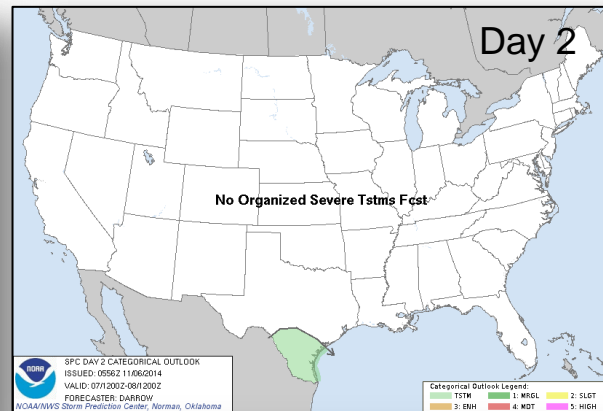 Day 2
No Organized Severe Tstms Fcst
NOAA
SPC DAY 2 CATEGORICAL OUTLOOK
ISSUED: 0556Z 11/06/2014
VALID: 07/1200Z-08/1200Z
FORECASTER: DARROW
NOAA/NWS Storm Prediction Center, Norman, Oklahoma
Categorical Outlook Legend:
TSTM 1: MRGL 2: SLGT
3: ENH 4: MDT 5: HIGH